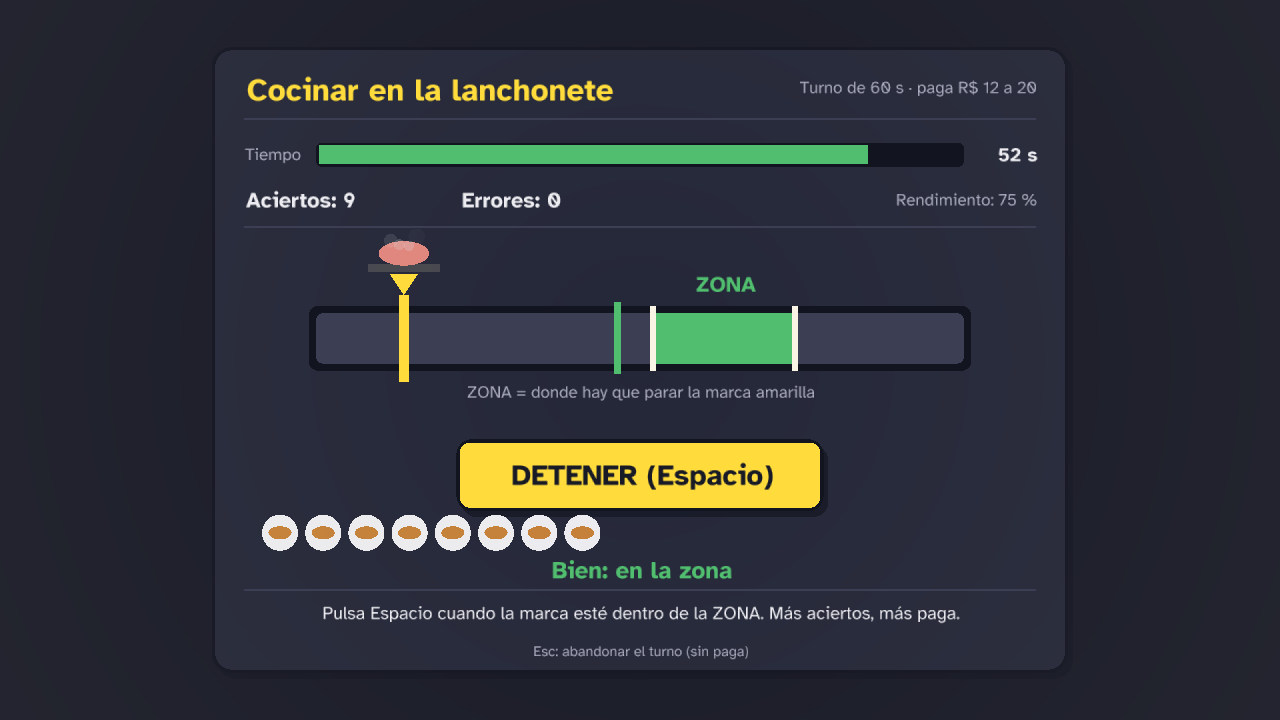 Cocinar en la lanchonete
Turno de 60 s · paga R$ 12 a 20
Tiempo
52 s
Aciertos: 9
Errores: 0
Rendimiento: 75 %
ZONA
ZONA = donde hay que parar la marca amarilla
DETENER (Espacio)
Bien: en la zona
Pulsa Espacio cuando la marca esté dentro de la ZONA. Más aciertos, más paga.
Esc: abandonar el turno (sin paga)